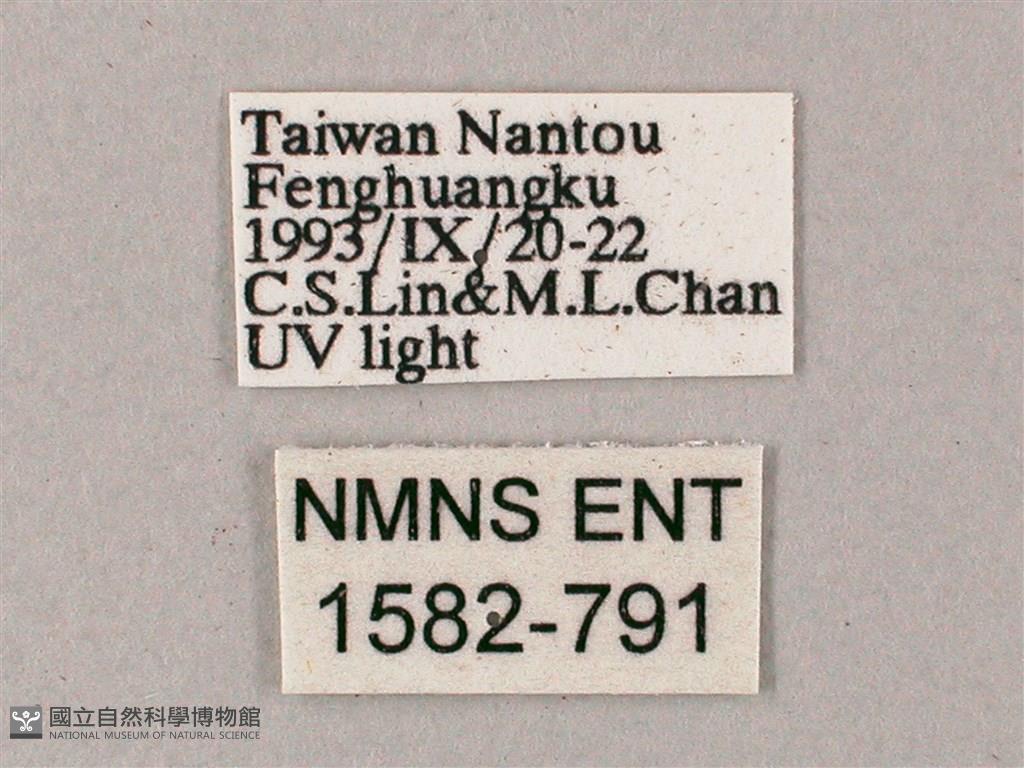 Taiwan Nantou
Fenghuangku
1993/IX/20-22
C.S.Lin&M.L.Chan
UV light
NMNS ENT
1582-791
國立自然科學博物館
NATIONAL MUSEUM OF NATURAL SCIENCE